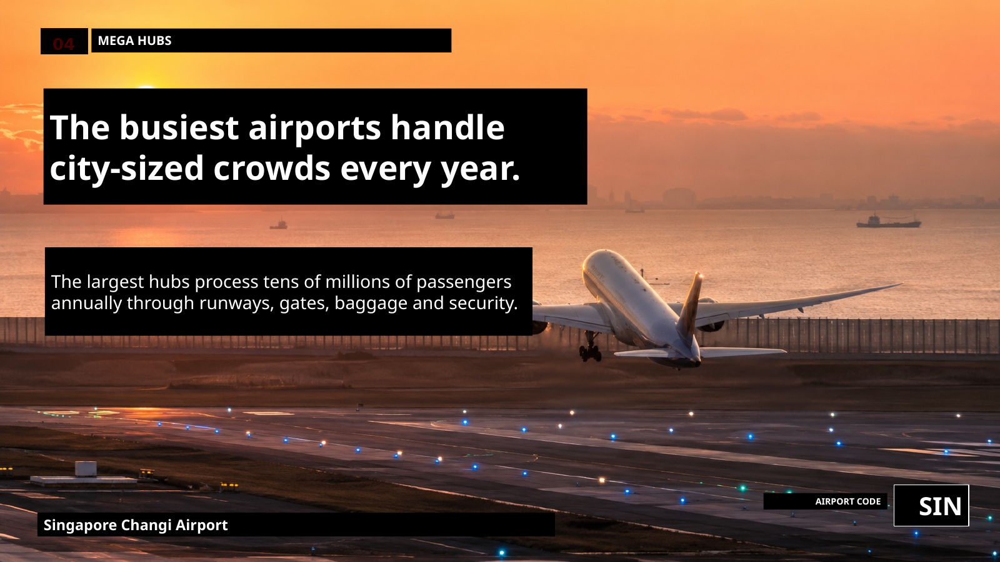 04
MEGA HUBS
The busiest airports handle
city-sized crowds every year.
The largest hubs process tens of millions of passengers
annually through runways, gates, baggage and security.
AIRPORT CODE
SIN
Singapore Changi Airport